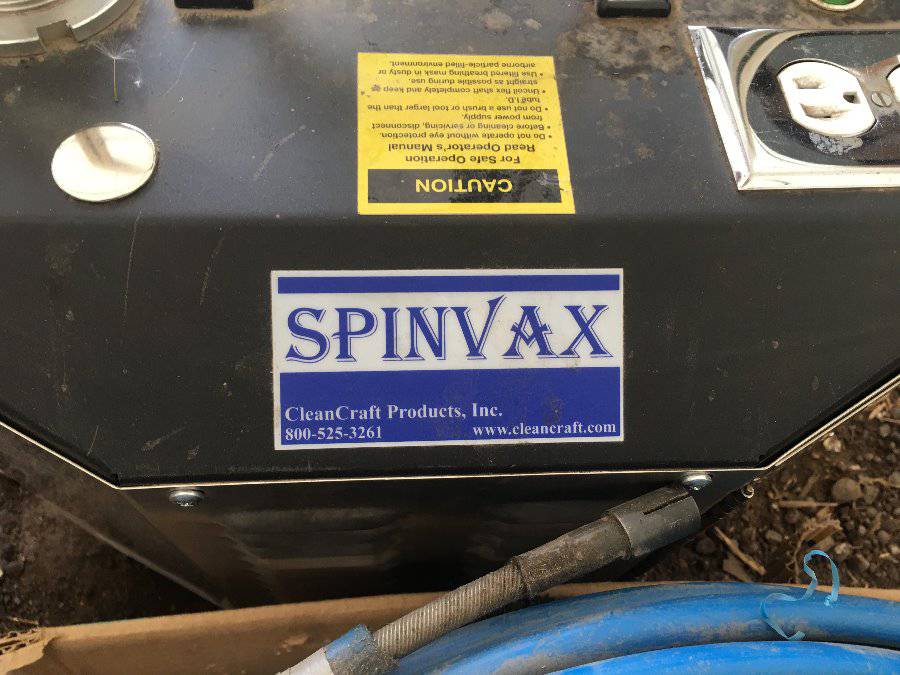 CAUTION
For Safe Operation
Read Operator's Manual
• Do not operate without eye protection.
• Before cleaning or servicing, disconnect
from power supply.
• Do not use a brush or tool larger than the
tube I.D.
• Uncoil flex shaft completely and keep as
straight as possible during use.
• Use filtered breathing mask in dusty or
airborne particle-filled environment.
SPINVAX
CleanCraft Products, Inc.
800-525-3261 www.cleancraft.com